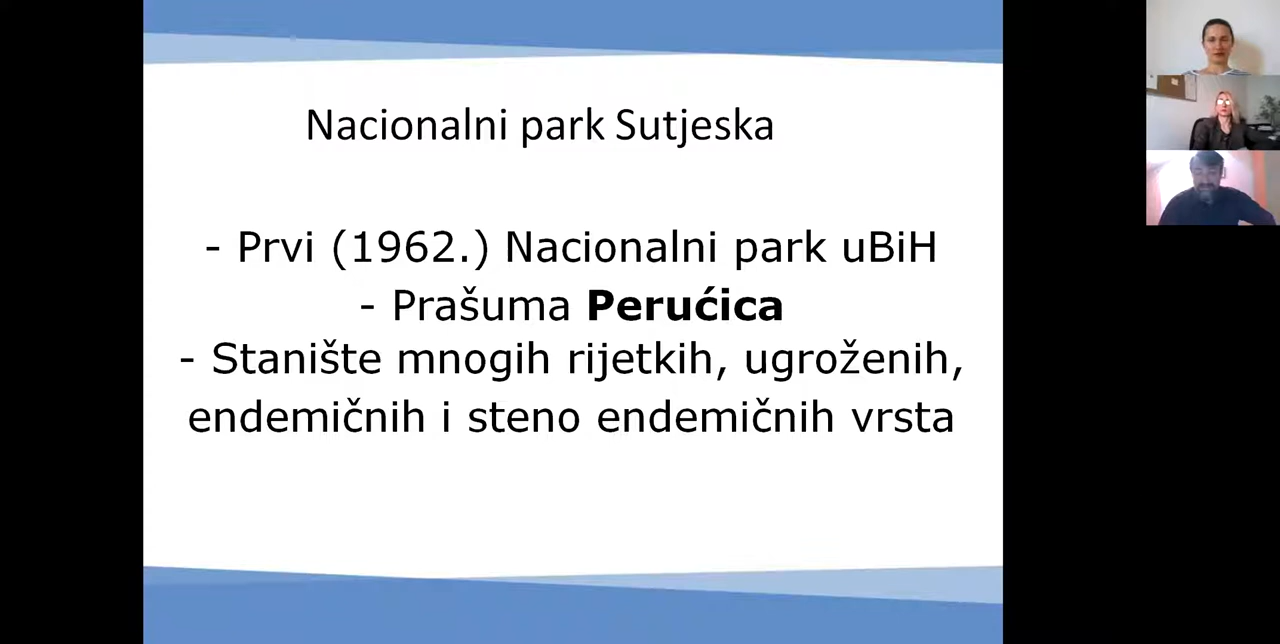 Nacionalni park Sutjeska
- Prvi (1962.) Nacionalni park uBiH
- Prašuma Perućica
- Stanište mnogih rijetkih, ugroženih,
endemičnih i steno endemičnih vrsta